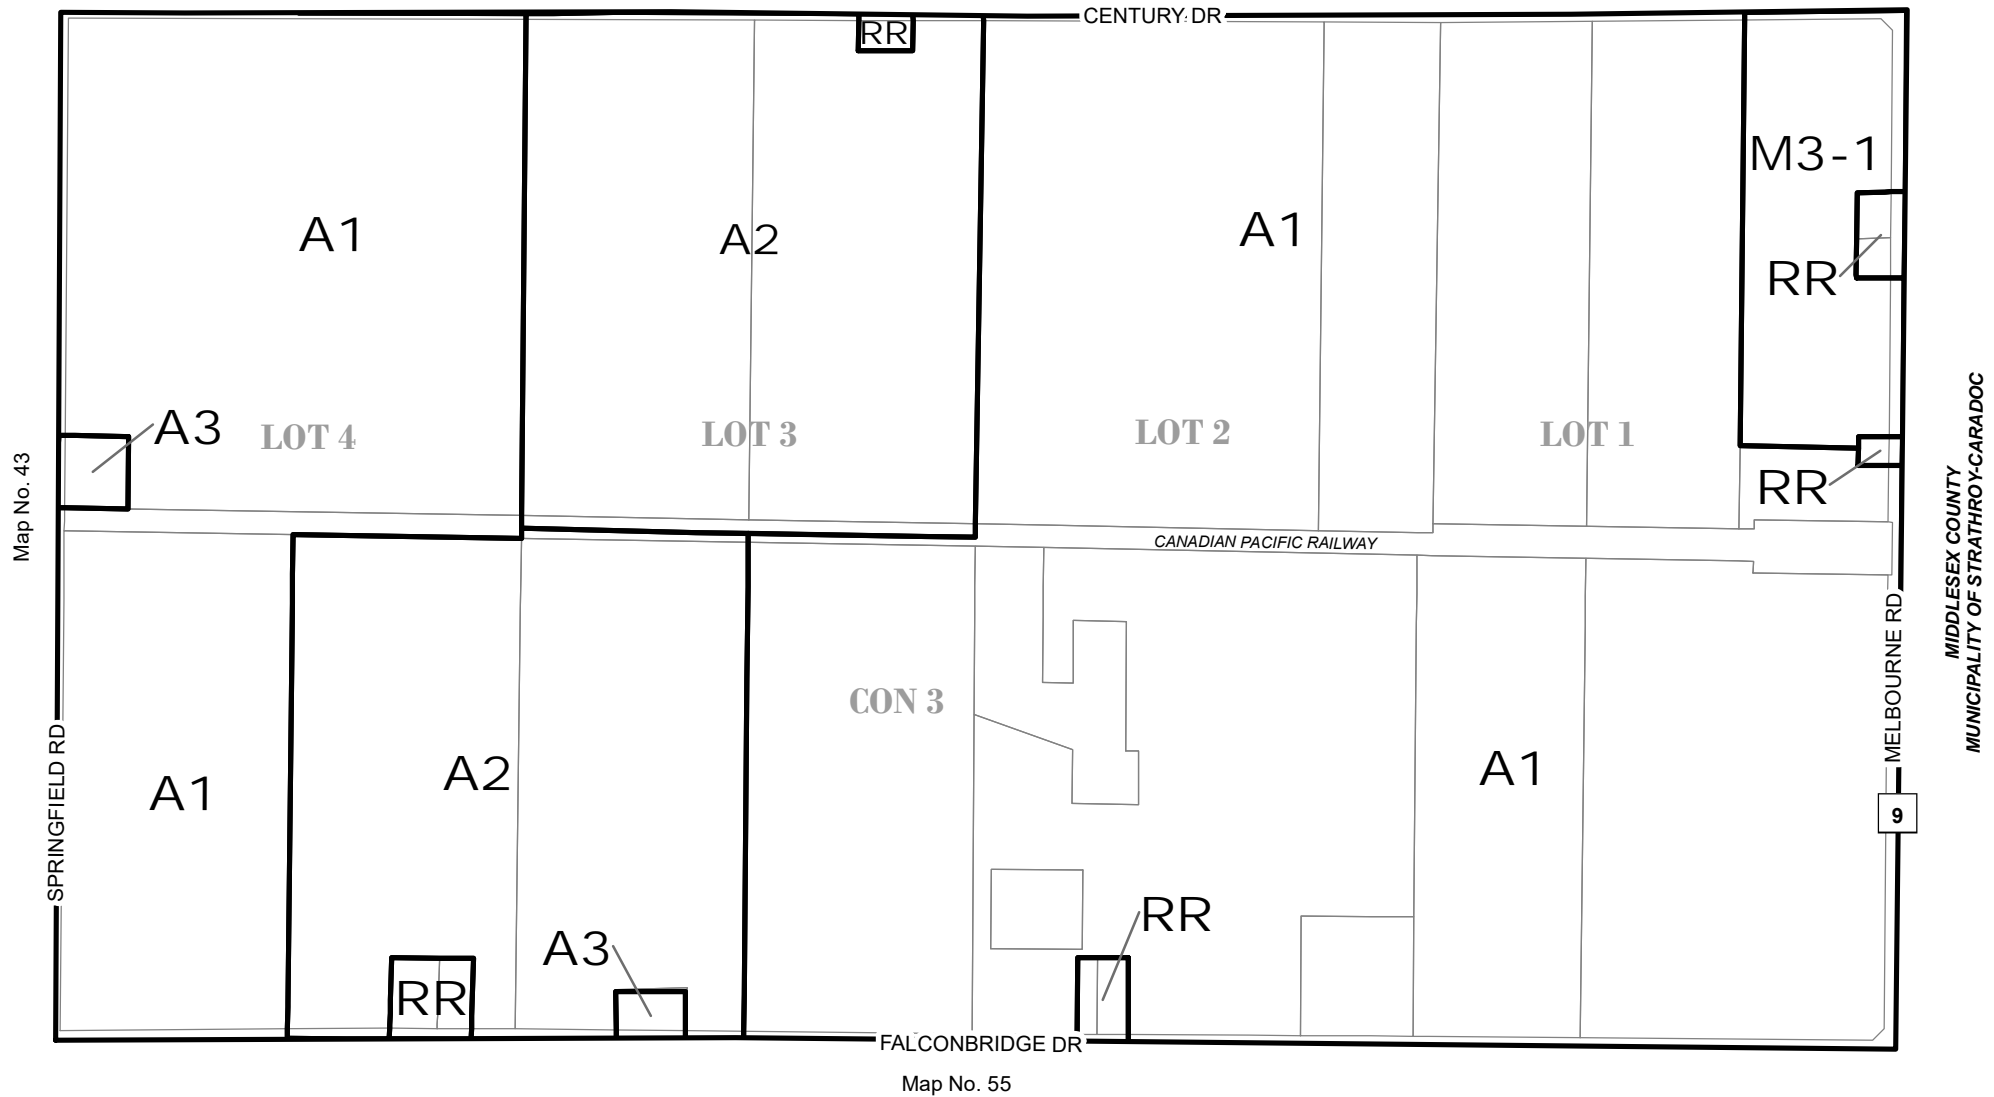 CENTURY DR
RR
M3-1
A1
A2
A1
RR
A3
LOT 4
LOT 3
LOT 2
LOT 1
RR
Map No. 43
CANADIAN PACIFIC RAILWAY
MIDDLESEX COUNTY
MUNICIPALITY OF STRATHROY-CARADOC
MELBOURNE RD
CON 3
SPRINGFIELD RD
A1
A2
A1
9
RR
A3
RR
FALCONBRIDGE DR
Map No. 55